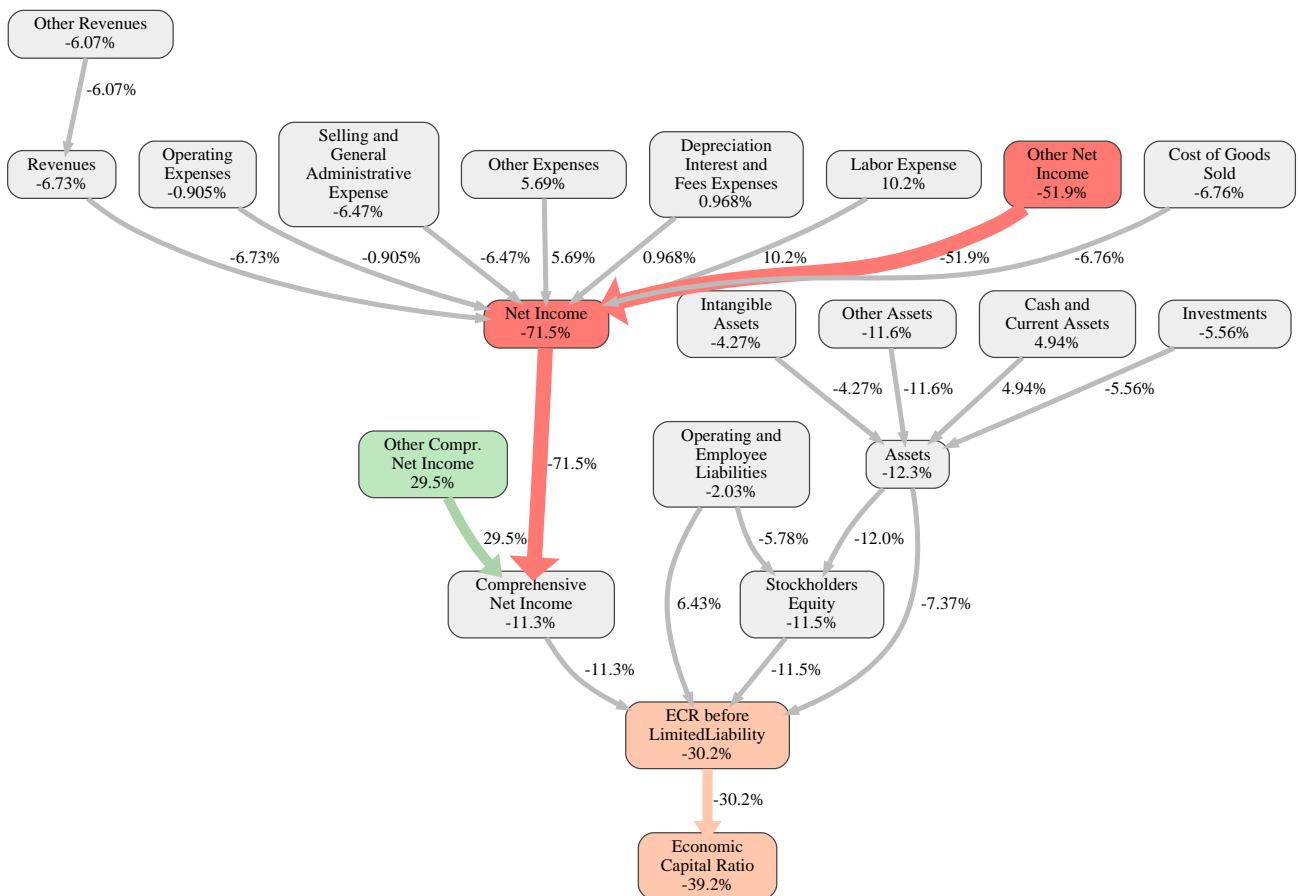 Other Revenues
-6.07%
-6.07%
Revenues
-6.73%
Operating
Expenses
-0.905%
Selling and
General
Administrative
Expense
-6.47%
Other Expenses
5.69%
Depreciation
Interest and
Fees Expenses
0.968%
Labor Expense
10.2%
Other Net
Income
-51.9%
Cost of Goods
Sold
-6.76%
-6.73%
-0.905%
-6.47%
5.69%
0.968%
10.2%
-51.9%
-6.76%
Net Income
-71.5%
Intangible
Assets
-4.27%
Other Assets
-11.6%
Cash and
Current Assets
4.94%
Investments
-5.56%
-4.27%
-11.6%
4.94%
-5.56%
Other Compr.
Net Income
29.5%
-71.5%
Operating and
Employee
Liabilities
-2.03%
Assets
-12.3%
29.5%
-5.78%
-12.0%
Comprehensive
Net Income
-11.3%
6.43%
Stockholders
Equity
-11.5%
-7.37%
-11.3%
-11.5%
ECR before
LimitedLiability
-30.2%
-30.2%
Economic
Capital Ratio
-39.2%